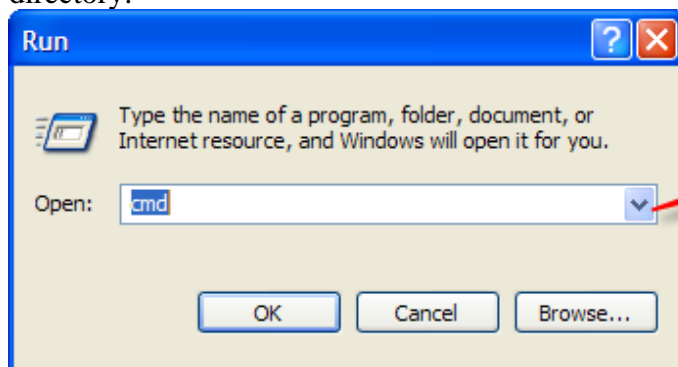 directory.
Run
Type the name of a program, folder, document, or
Internet resource, and Windows will open it for you.
Open: cmd
OK Cancel Browse...